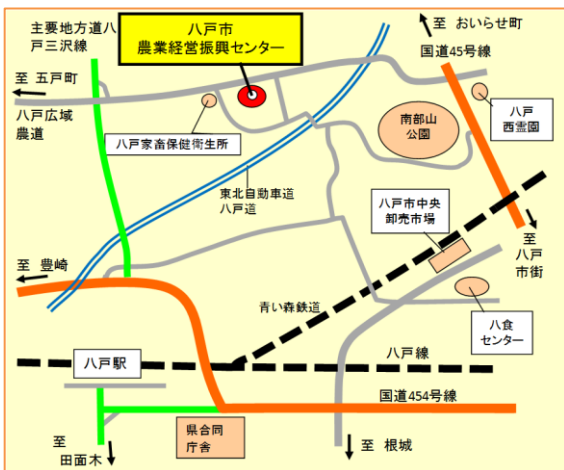 主要地方道八
戸三沢線
八戸市
農業経営振興センター
至 おいらせ町
国道45号線
至 五戸町
八戸広域
農道
八戸家畜保健衛生所
南部山
公園
八戸
西霊園
東北自動車道
八戸道
八戸市中央
卸売市場
至
八戸
市街
至 豊崎
青い森鉄道
八食
センター
八戸駅
八戸線
国道454号線
県合同
庁舎
至
田面木
至 根城